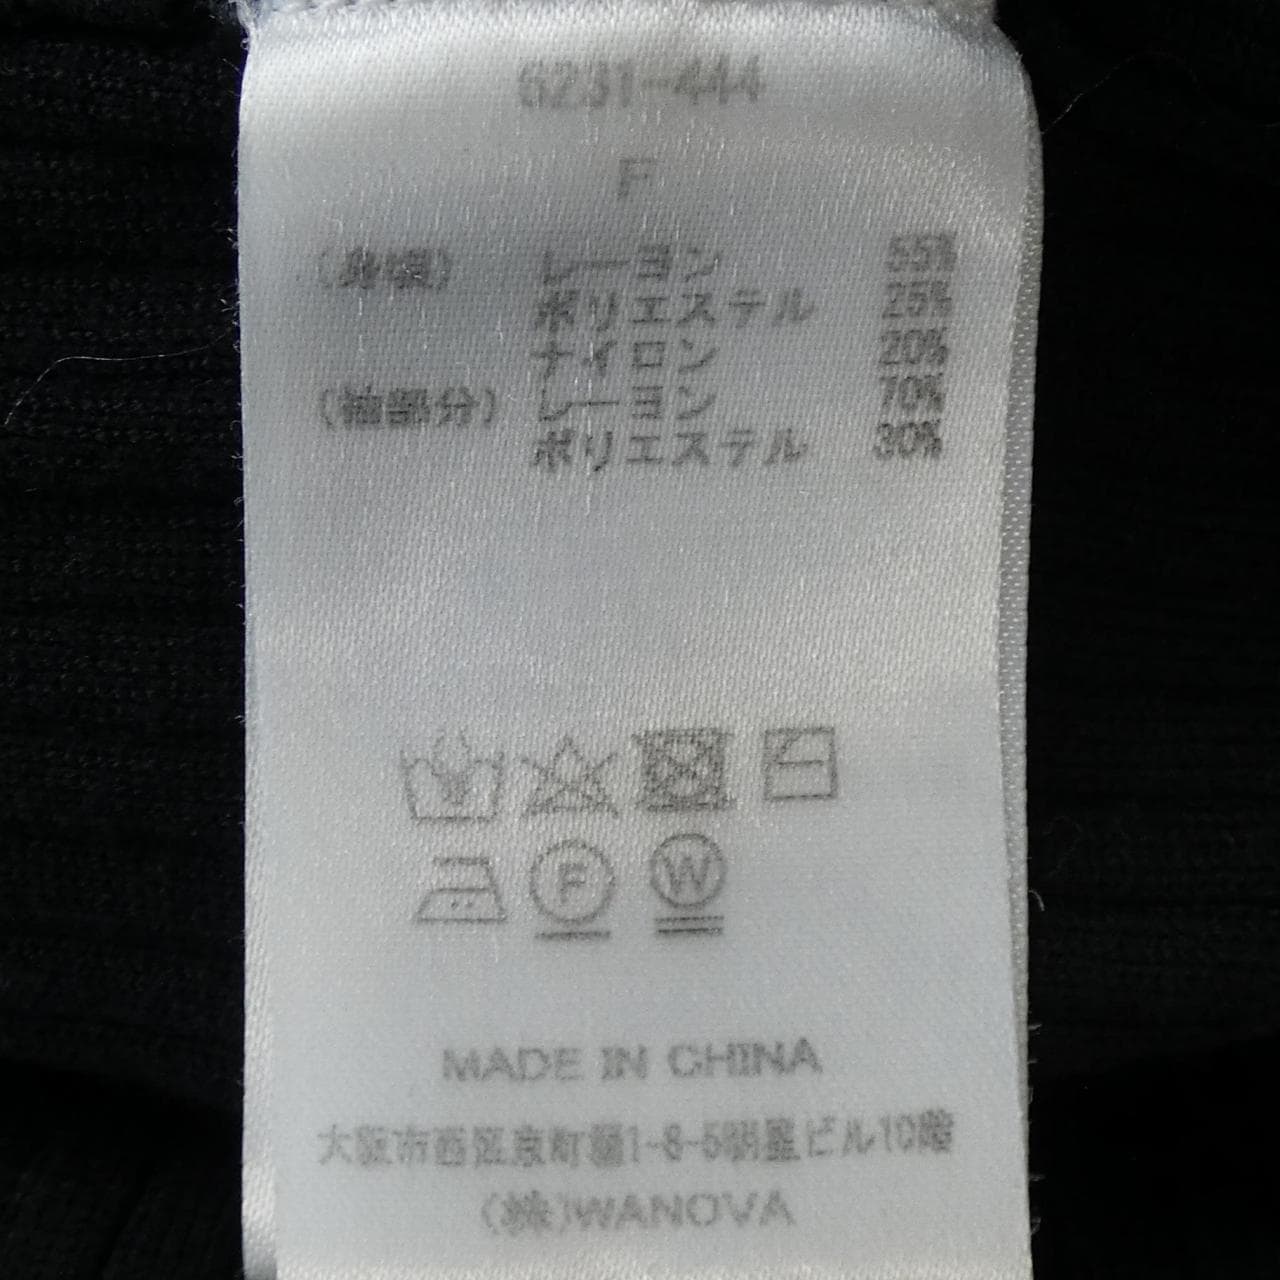 6231-444
F
(身頃) レーヨン 55%
ポリエステル 25%
ナイロン 20%
(袖部分) レーヨン 70%
ポリエステル 30%
F
W
MADE IN CHINA
大阪市西区京町堀1-8-5明星ビル10階
(株)WANOVA